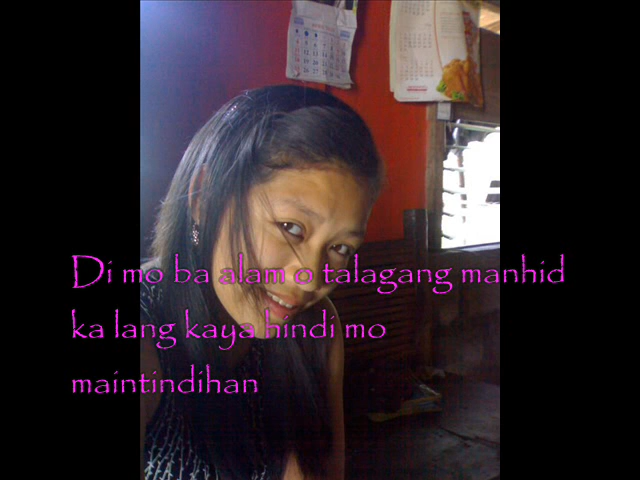 Di mo ba alam o talagang manhid
ka lang kaya hindi mo
maintindihan